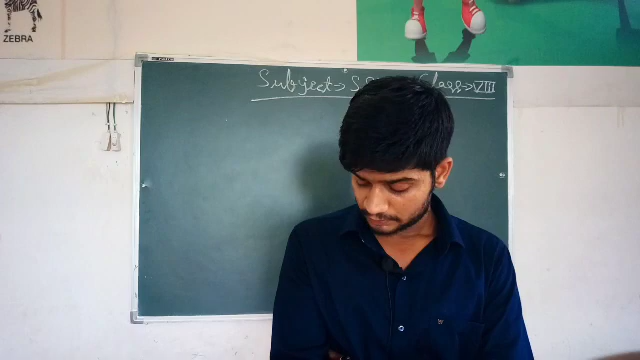 ZEBRA
Subject → Class → VIII